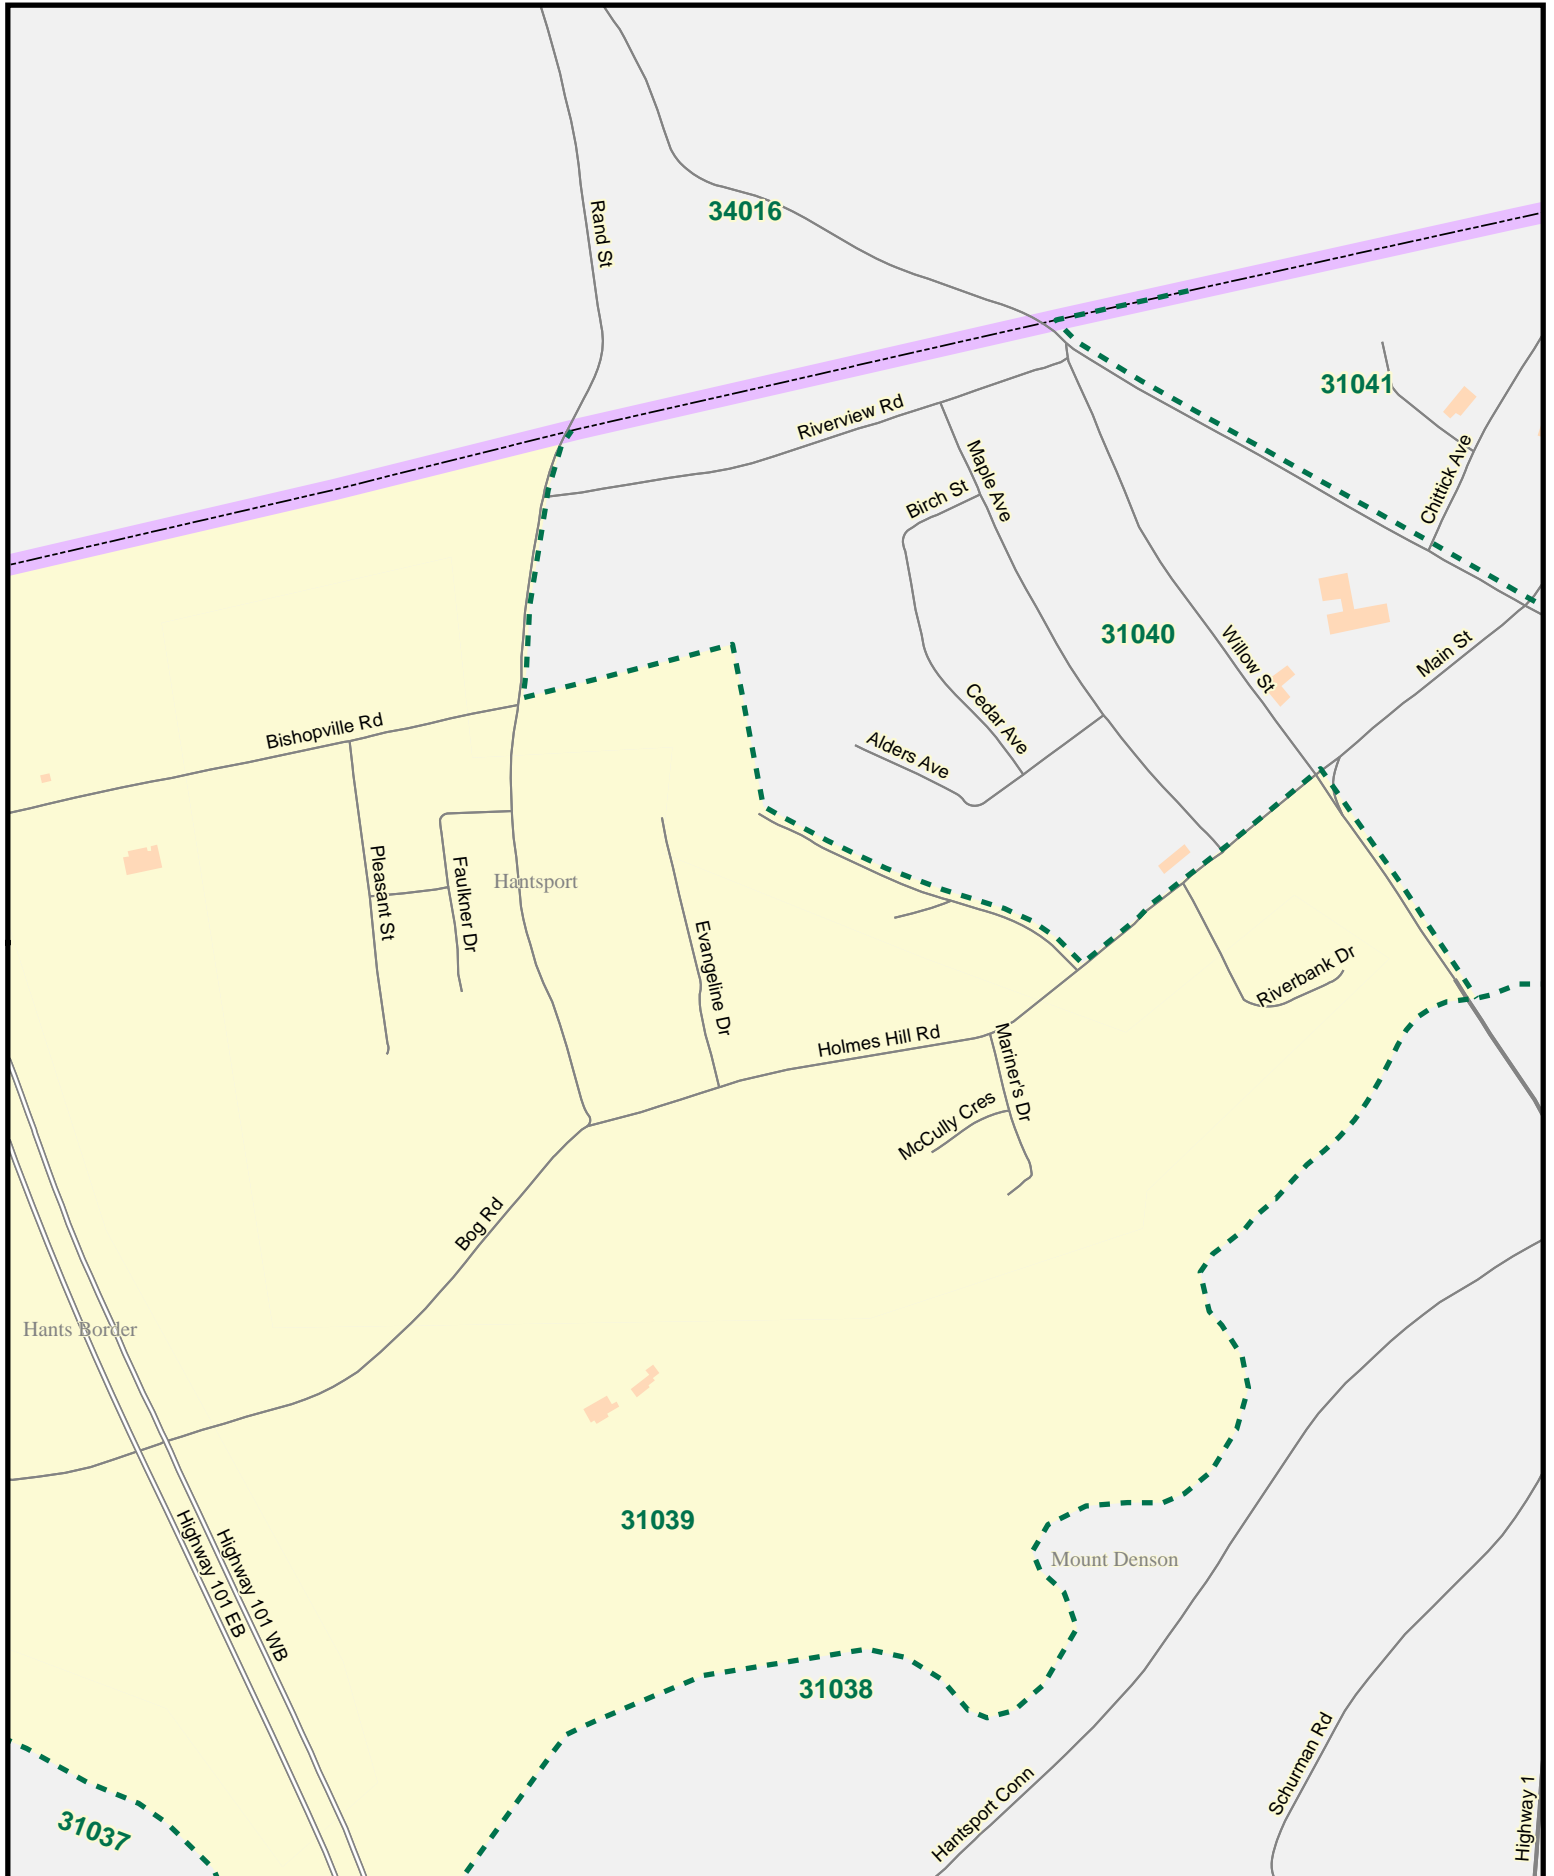 Rand St
34016
31041
Riverview Rd
Maple Ave
Chittick Ave
Birch St
31040
Willow St
Main St
Cedar Ave
Bishopville Rd
Alders Ave
Pleasant St
Faulkner Dr
Hantsport
Evangeline Dr
Riverbank Dr
Holmes Hill Rd
Mariner's Dr
McCully Cres
Bog Rd
Hants Border
31039
Mount Denson
Highway 101 EB
Highway 101 WB
31038
Schurman Rd
Hantsport Conn
Highway 1
31037